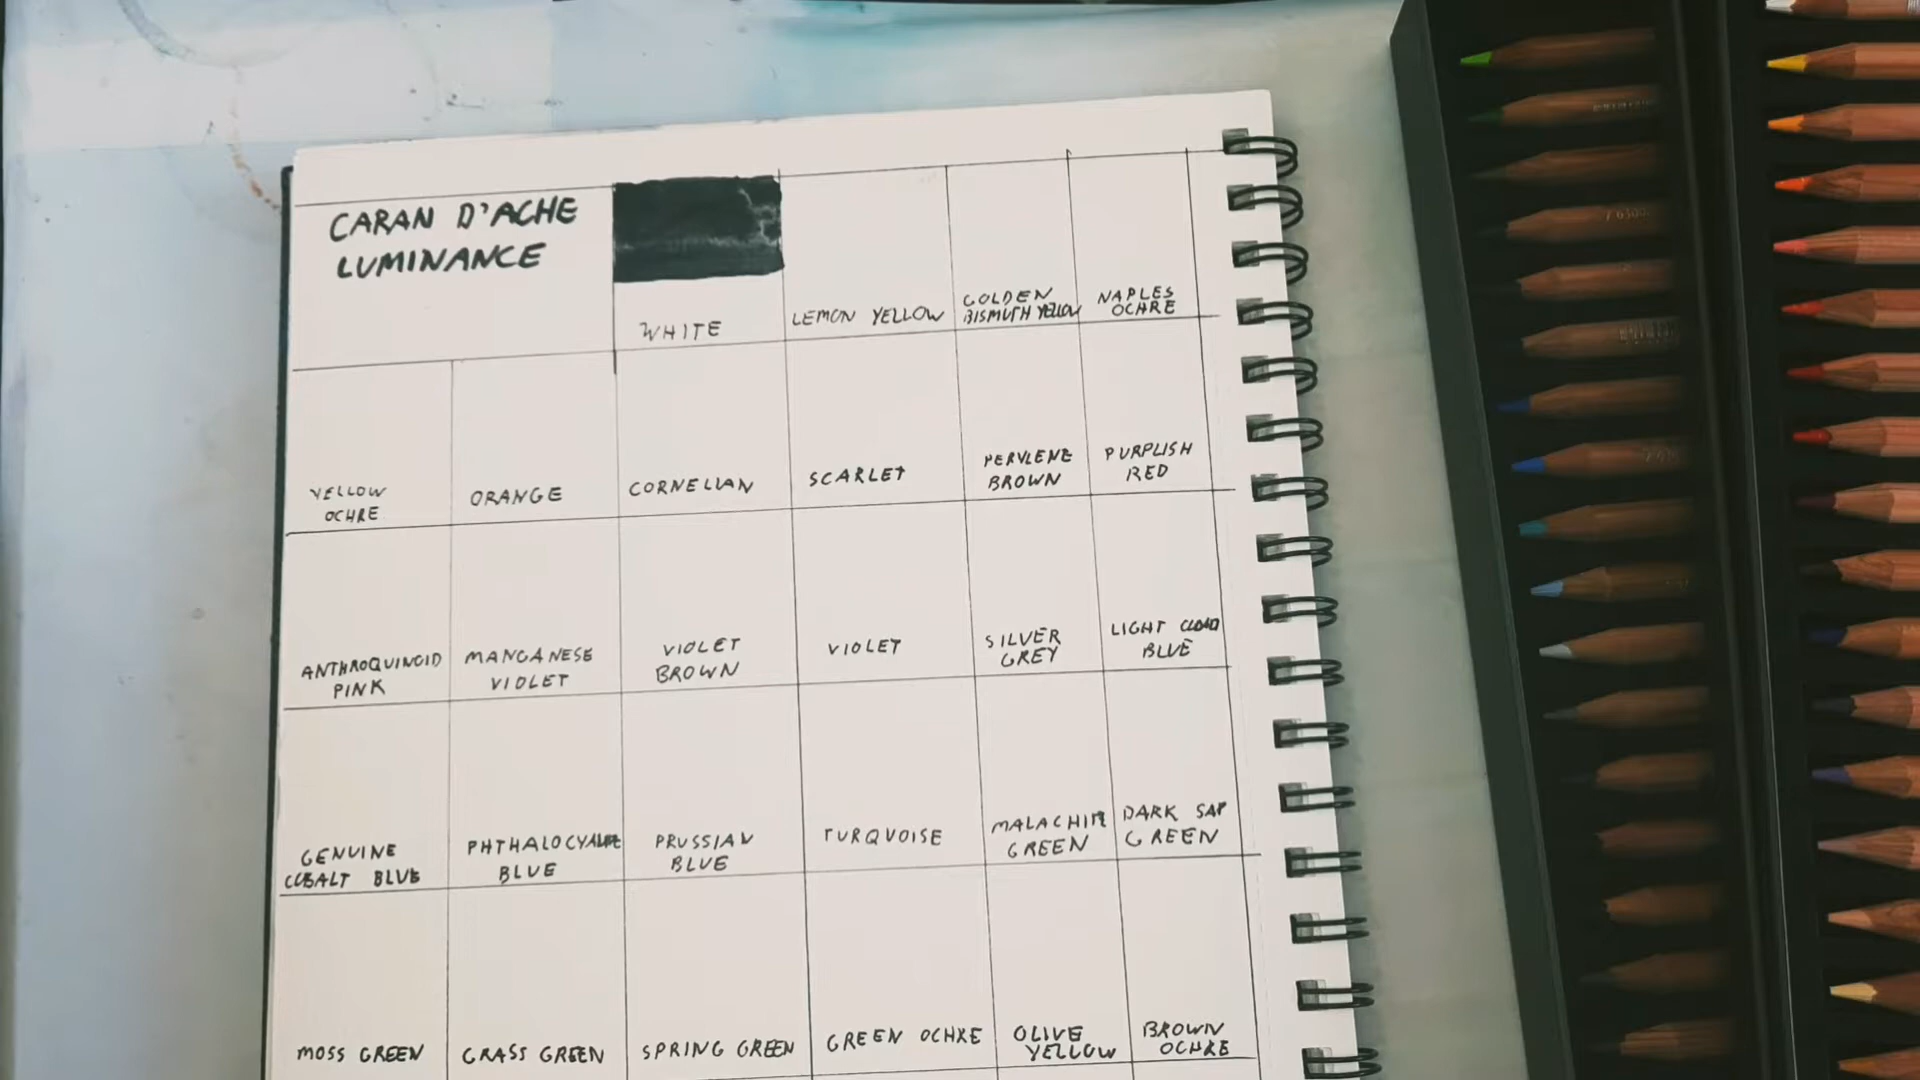 CARAN D'ACHE
LUMINANCE
WHITE
LEMON YELLOW
GOLDEN
BISMUTH YELLOW
NAPLES
OCHRE
YELLOW
OCHRE
ORANGE
CORNELIAN
SCARLET
PERYLENE
BROWN
PURPLISH
RED
ANTHROQUINOID
PINK
MANGANESE
VIOLET
VIOLET
BROWN
VIOLET
SILVER
GREY
LIGHT CLOUD
BLUE
GENUINE
COBALT BLUE
PHTHALOCYANINE
BLUE
PRUSSIAN
BLUE
TURQUOISE
MALACHITE
GREEN
DARK SAP
GREEN
MOSS GREEN
GRASS GREEN
SPRING GREEN
GREEN OCHRE
OLIVE
YELLOW
BROWN
OCHRE